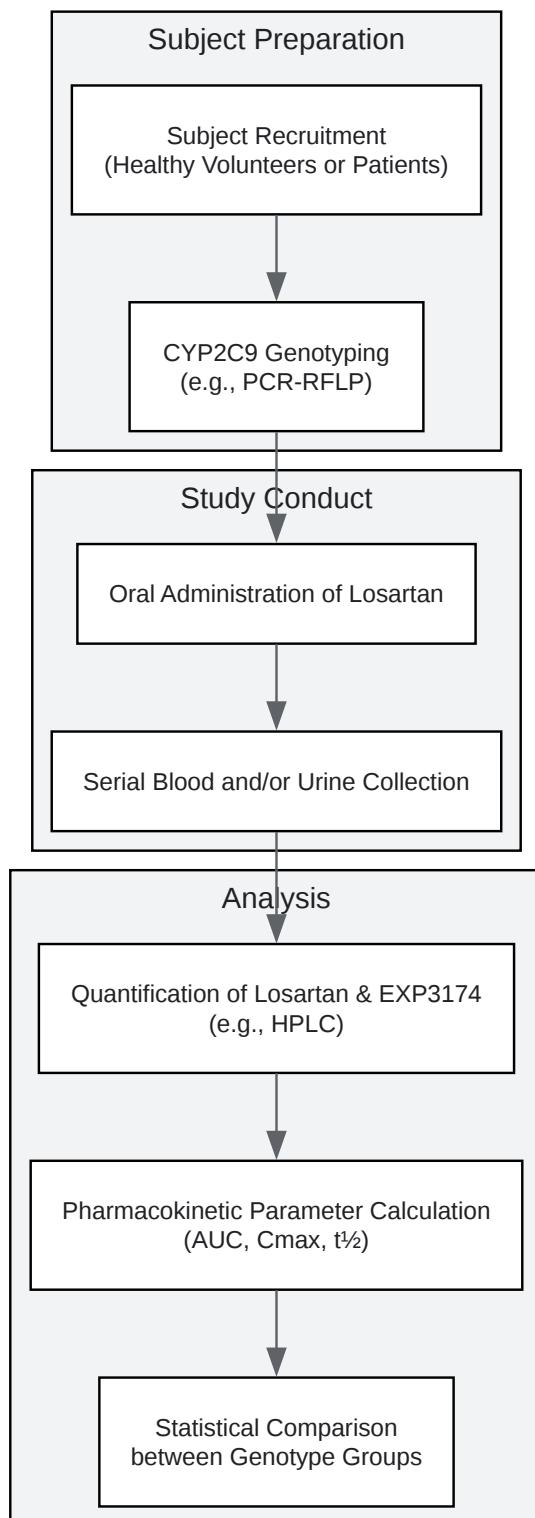 Subject Preparation
Subject Recruitment
(Healthy Volunteers or Patients)
CYP2C9 Genotyping
(e.g., PCR-RFLP)
Study Conduct
Oral Administration of Losartan
Serial Blood and/or Urine Collection
Analysis
Quantification of Losartan & EXP3174
(e.g., HPLC)
Pharmacokinetic Parameter Calculation
(AUC, Cmax, t½)
Statistical Comparison
between Genotype Groups